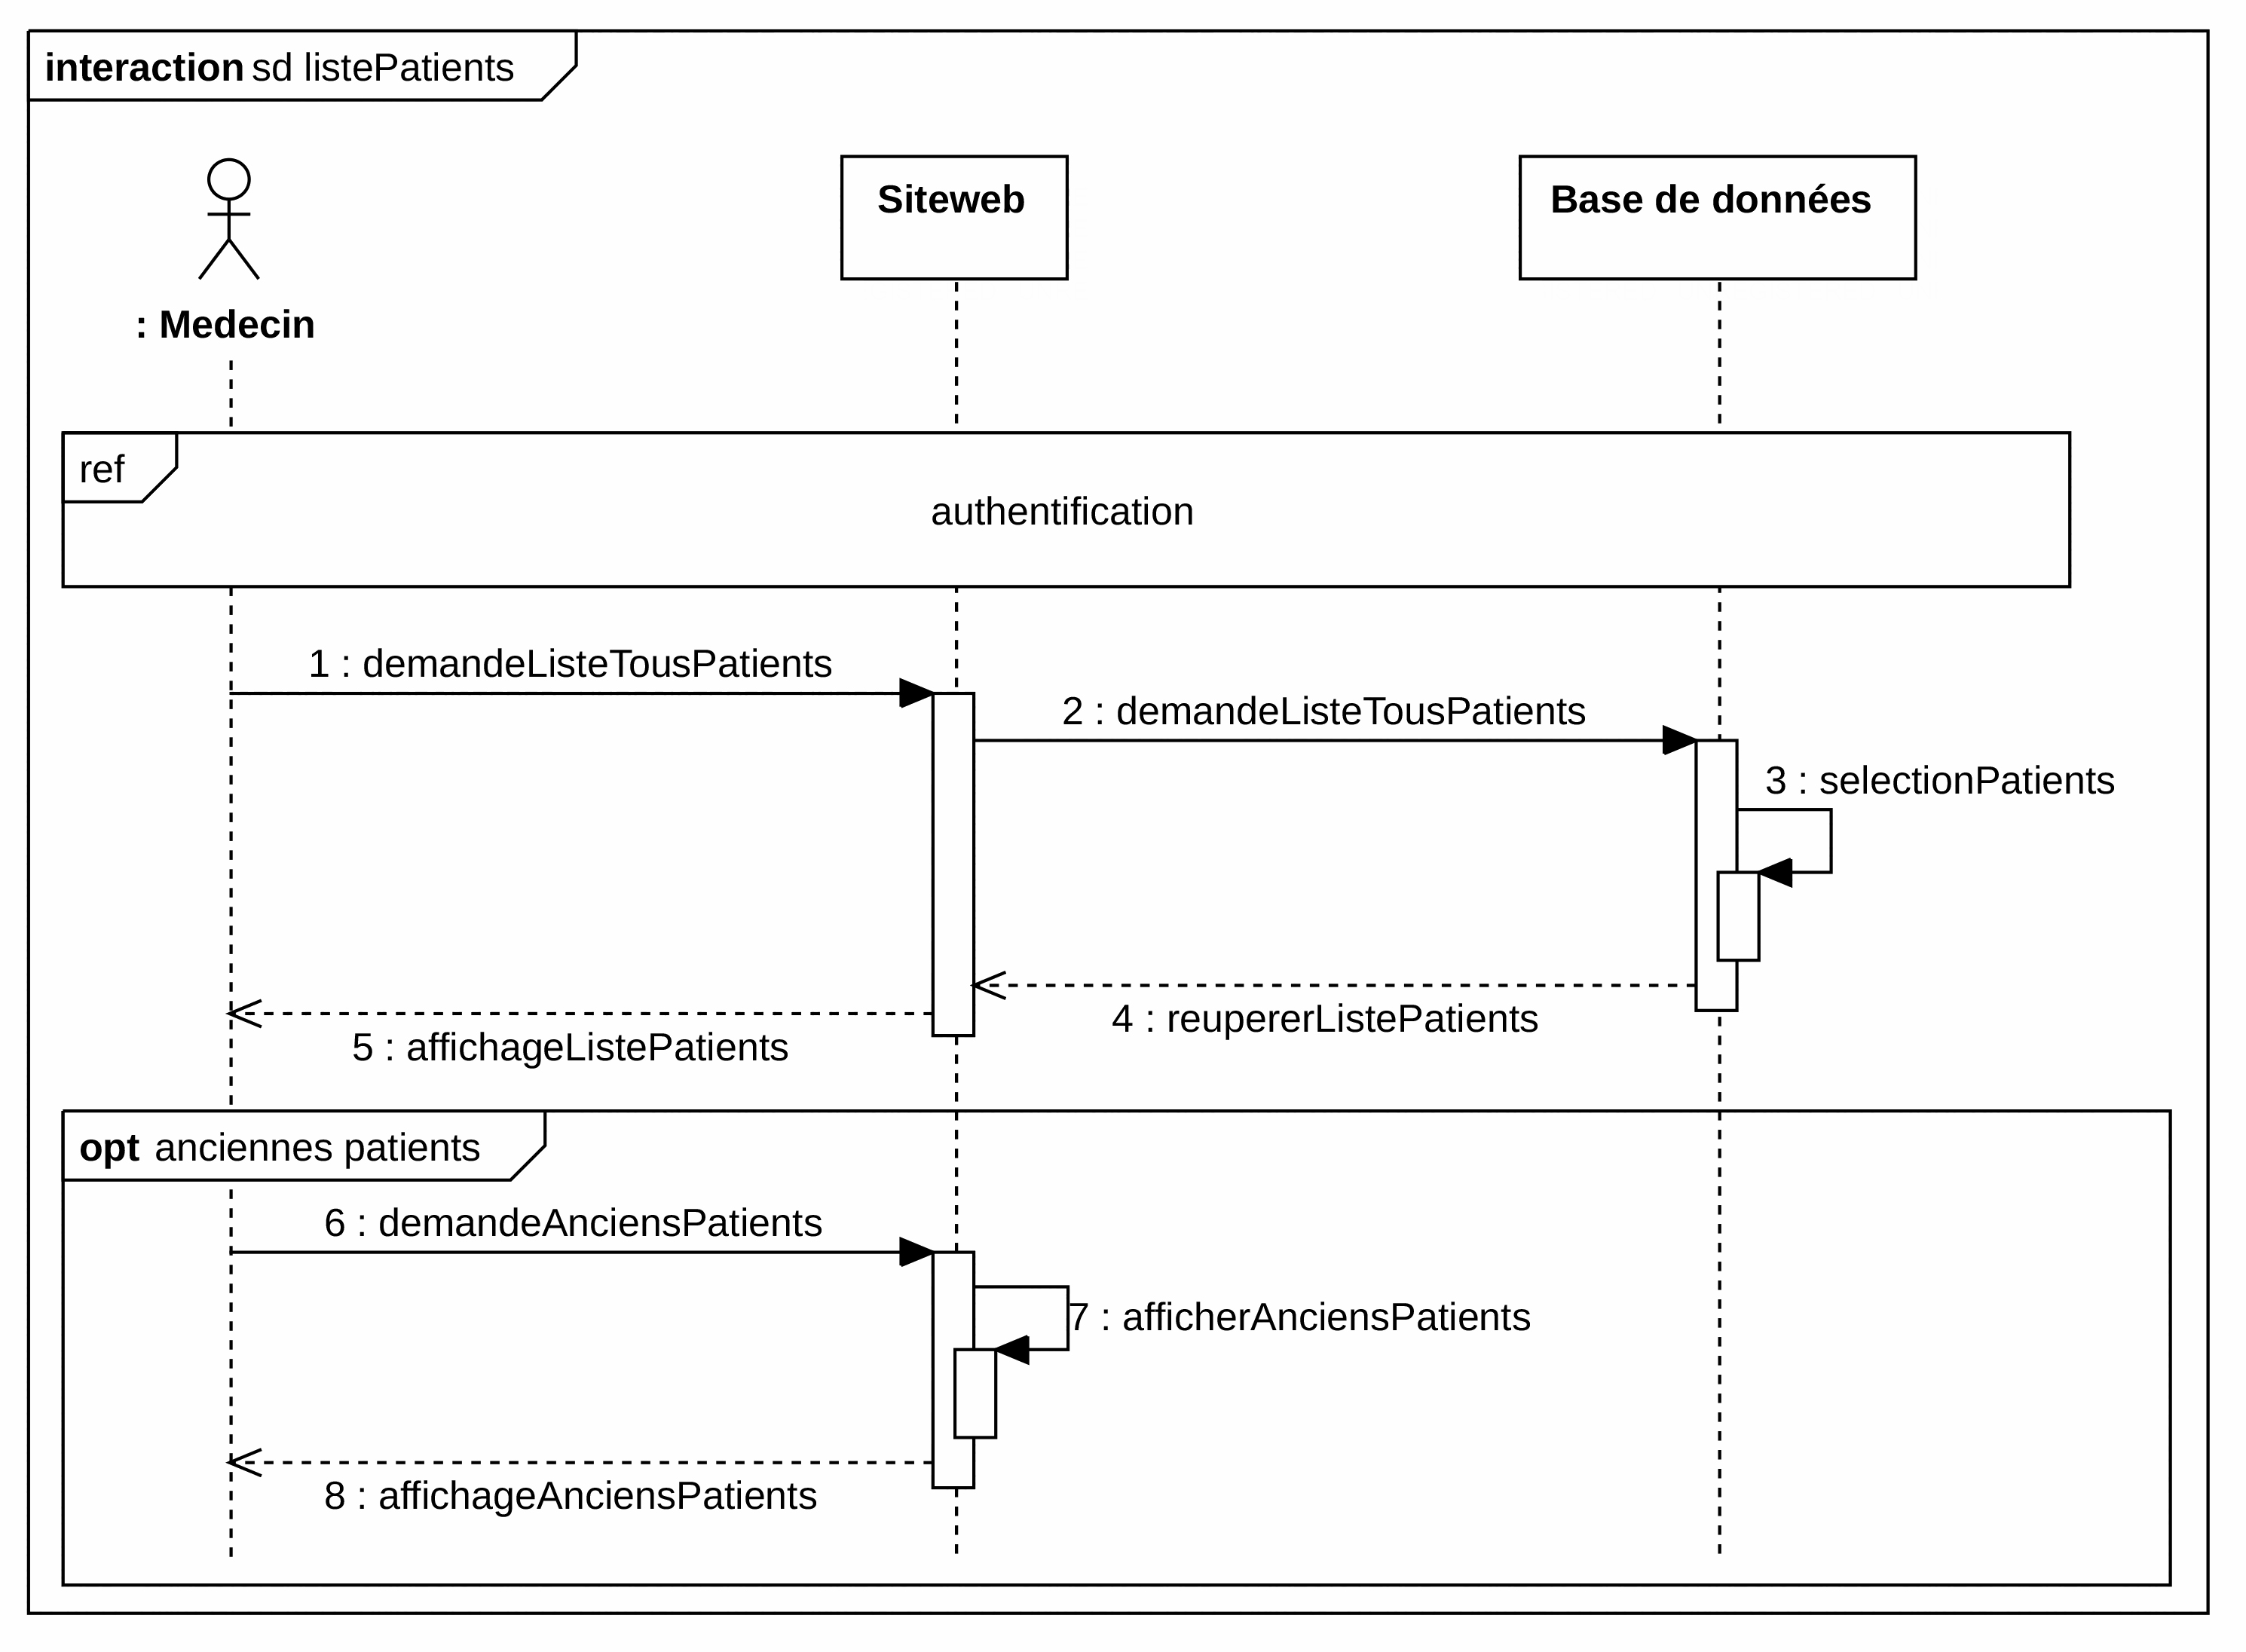 interaction sd listePatients
Siteweb
Base de données
: Medecin
ref
authentification
1 : demandeListeTousPatients
2 : demandeListeTousPatients
3 : selectionPatients
4 : reupererListePatients
5 : affichageListePatients
opt anciennes patients
6 : demandeAnciensPatients
7 : afficherAnciensPatients
8 : affichageAnciensPatients